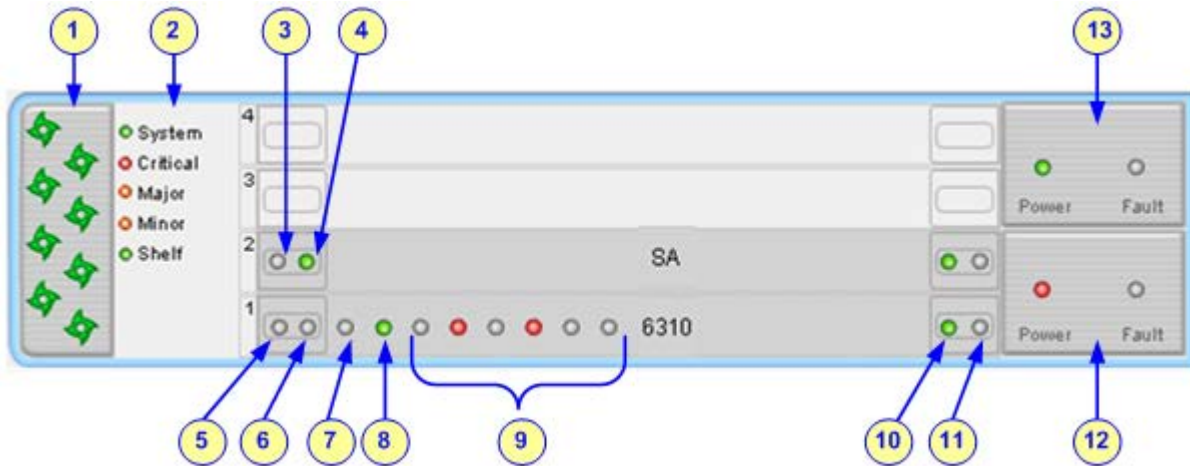 1 2 3 4 13
4
System
Critical
3
Major
Power Fault
Minor
2
Shelf
SA
1
6310
Power Fault
5 6 7 8 9 10 11 12